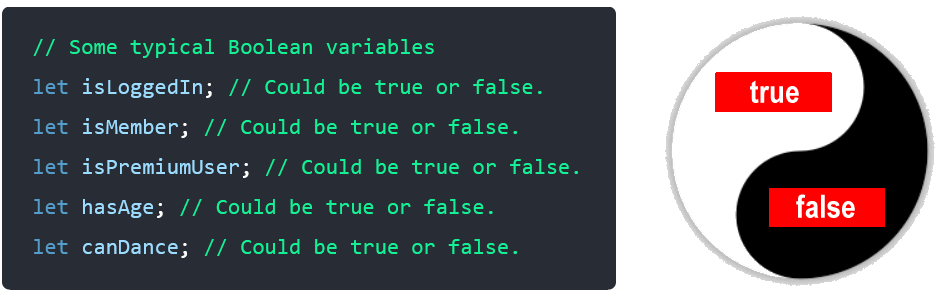 // Some typical Boolean variables
let isLoggedIn; // Could be true or false.
let isMember; // Could be true or false.
let isPremiumUser; // Could be true or false.
let hasAge; // Could be true or false.
let canDance; // Could be true or false.
true
false